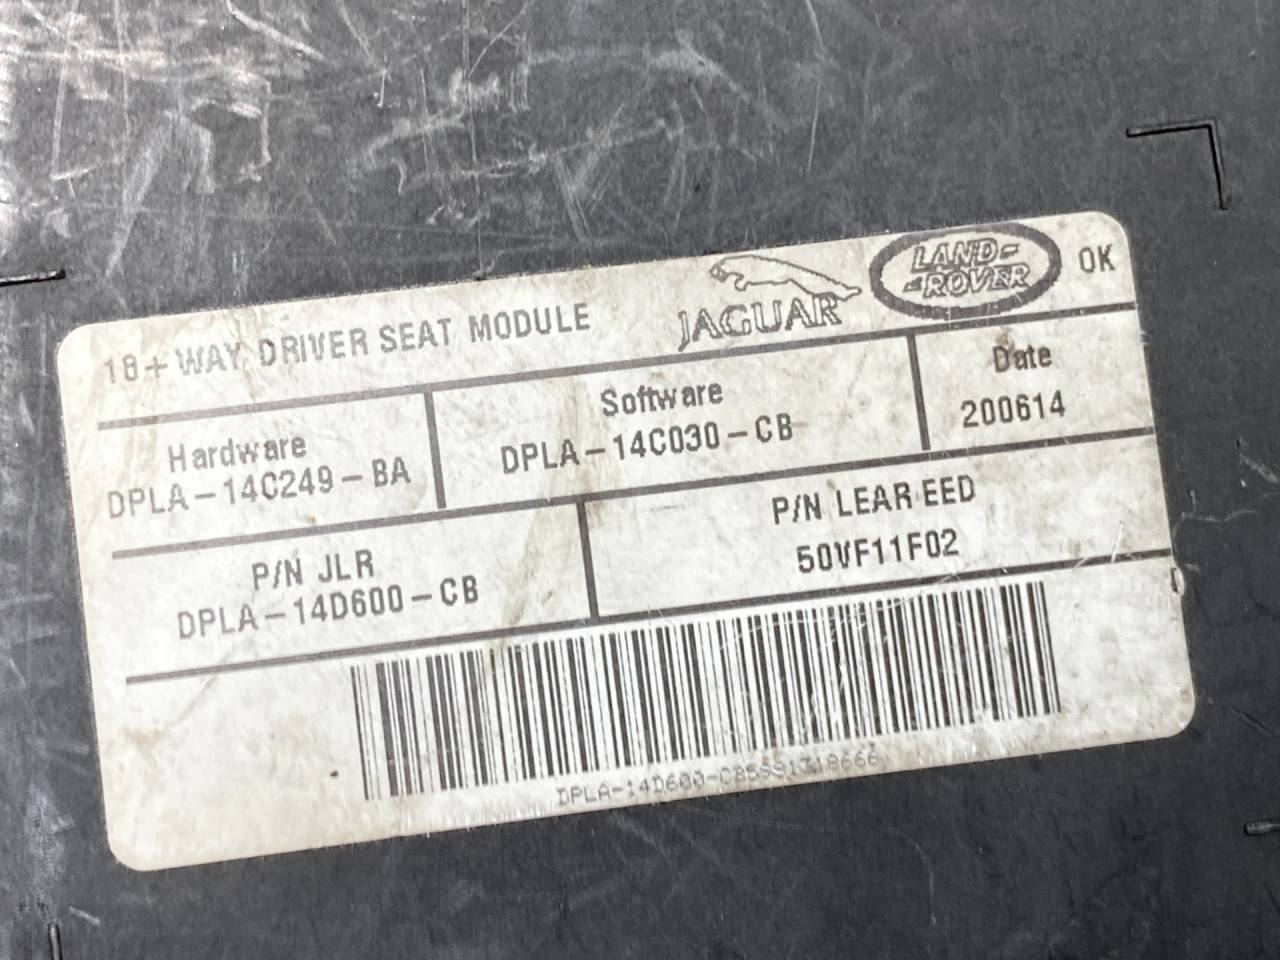 18+ WAY DRIVER SEAT MODULE
JAGUAR
LAND-
-ROVER
OK
Hardware
DPLA-14C249-BA
Software
DPLA-14C030-CB
Date
200614
P/N JLR
DPLA-14D600-CB
P/N LEAR EED
50VF11F02